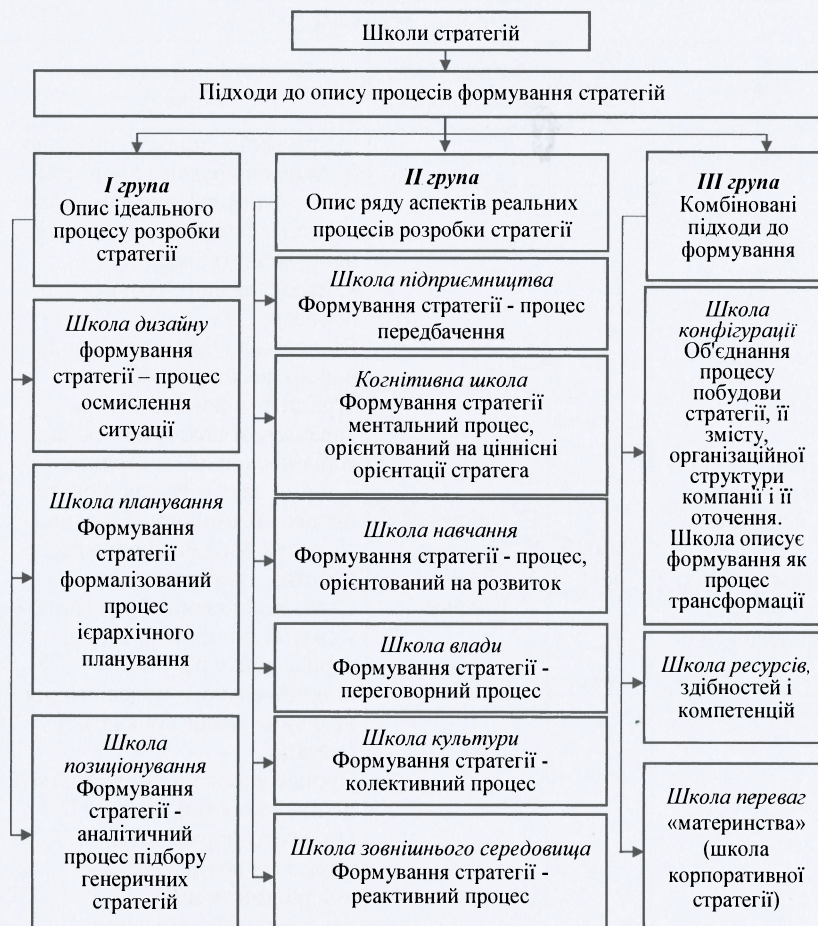 Школи стратегій
Підходи до опису процесів формування стратегій
I група
Опис ідеального
процесу розробки
стратегії
Школа дизайну
формування
стратегії – процес
осмислення
ситуації
Школа планування
Формування
стратегії
формалізований
процес
ієрархічного
планування
Школа
позиціонування
Формування
стратегії -
аналітичний
процес підбору
генеричних
стратегій
II група
Опис ряду аспектів реальних
процесів розробки стратегії
Школа підприємництва
Формування стратегії - процес
передбачення
Когнітивна школа
Формування стратегії
ментальний процес,
орієнтований на ціннісні
орієнтації стратега
Школа навчання
Формування стратегії - процес,
орієнтований на розвиток
Школа влади
Формування стратегії -
переговорний процес
Школа культури
Формування стратегії -
колективний процес
Школа зовнішнього середовища
Формування стратегії -
реактивний процес
III група
Комбіновані
підходи до
формування
Школа
конфігурації
Об'єднання
процесу
побудови
стратегії, її
змісту,
організаційної
структури
компанії і її
оточення.
Школа описує
формування як
процес
трансформації
Школа ресурсів,
здібностей і
компетенцій
Школа переваг
«материнства»
(школа
корпоративної
стратегії)